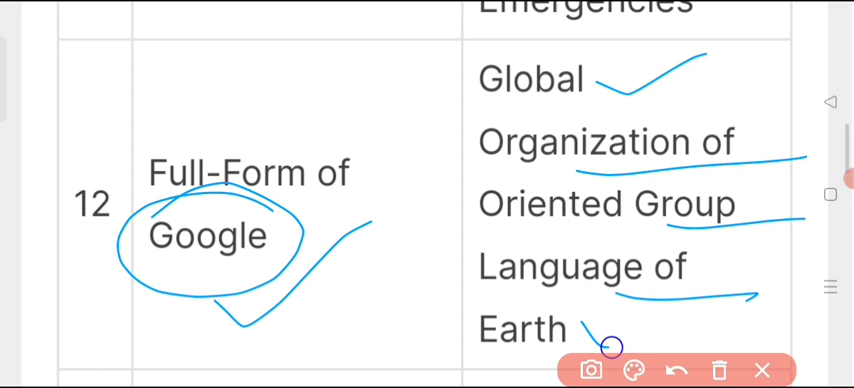 Emergencies
Global
Organization of
Full-Form of
12
Oriented Group
Google
Language of
Earth